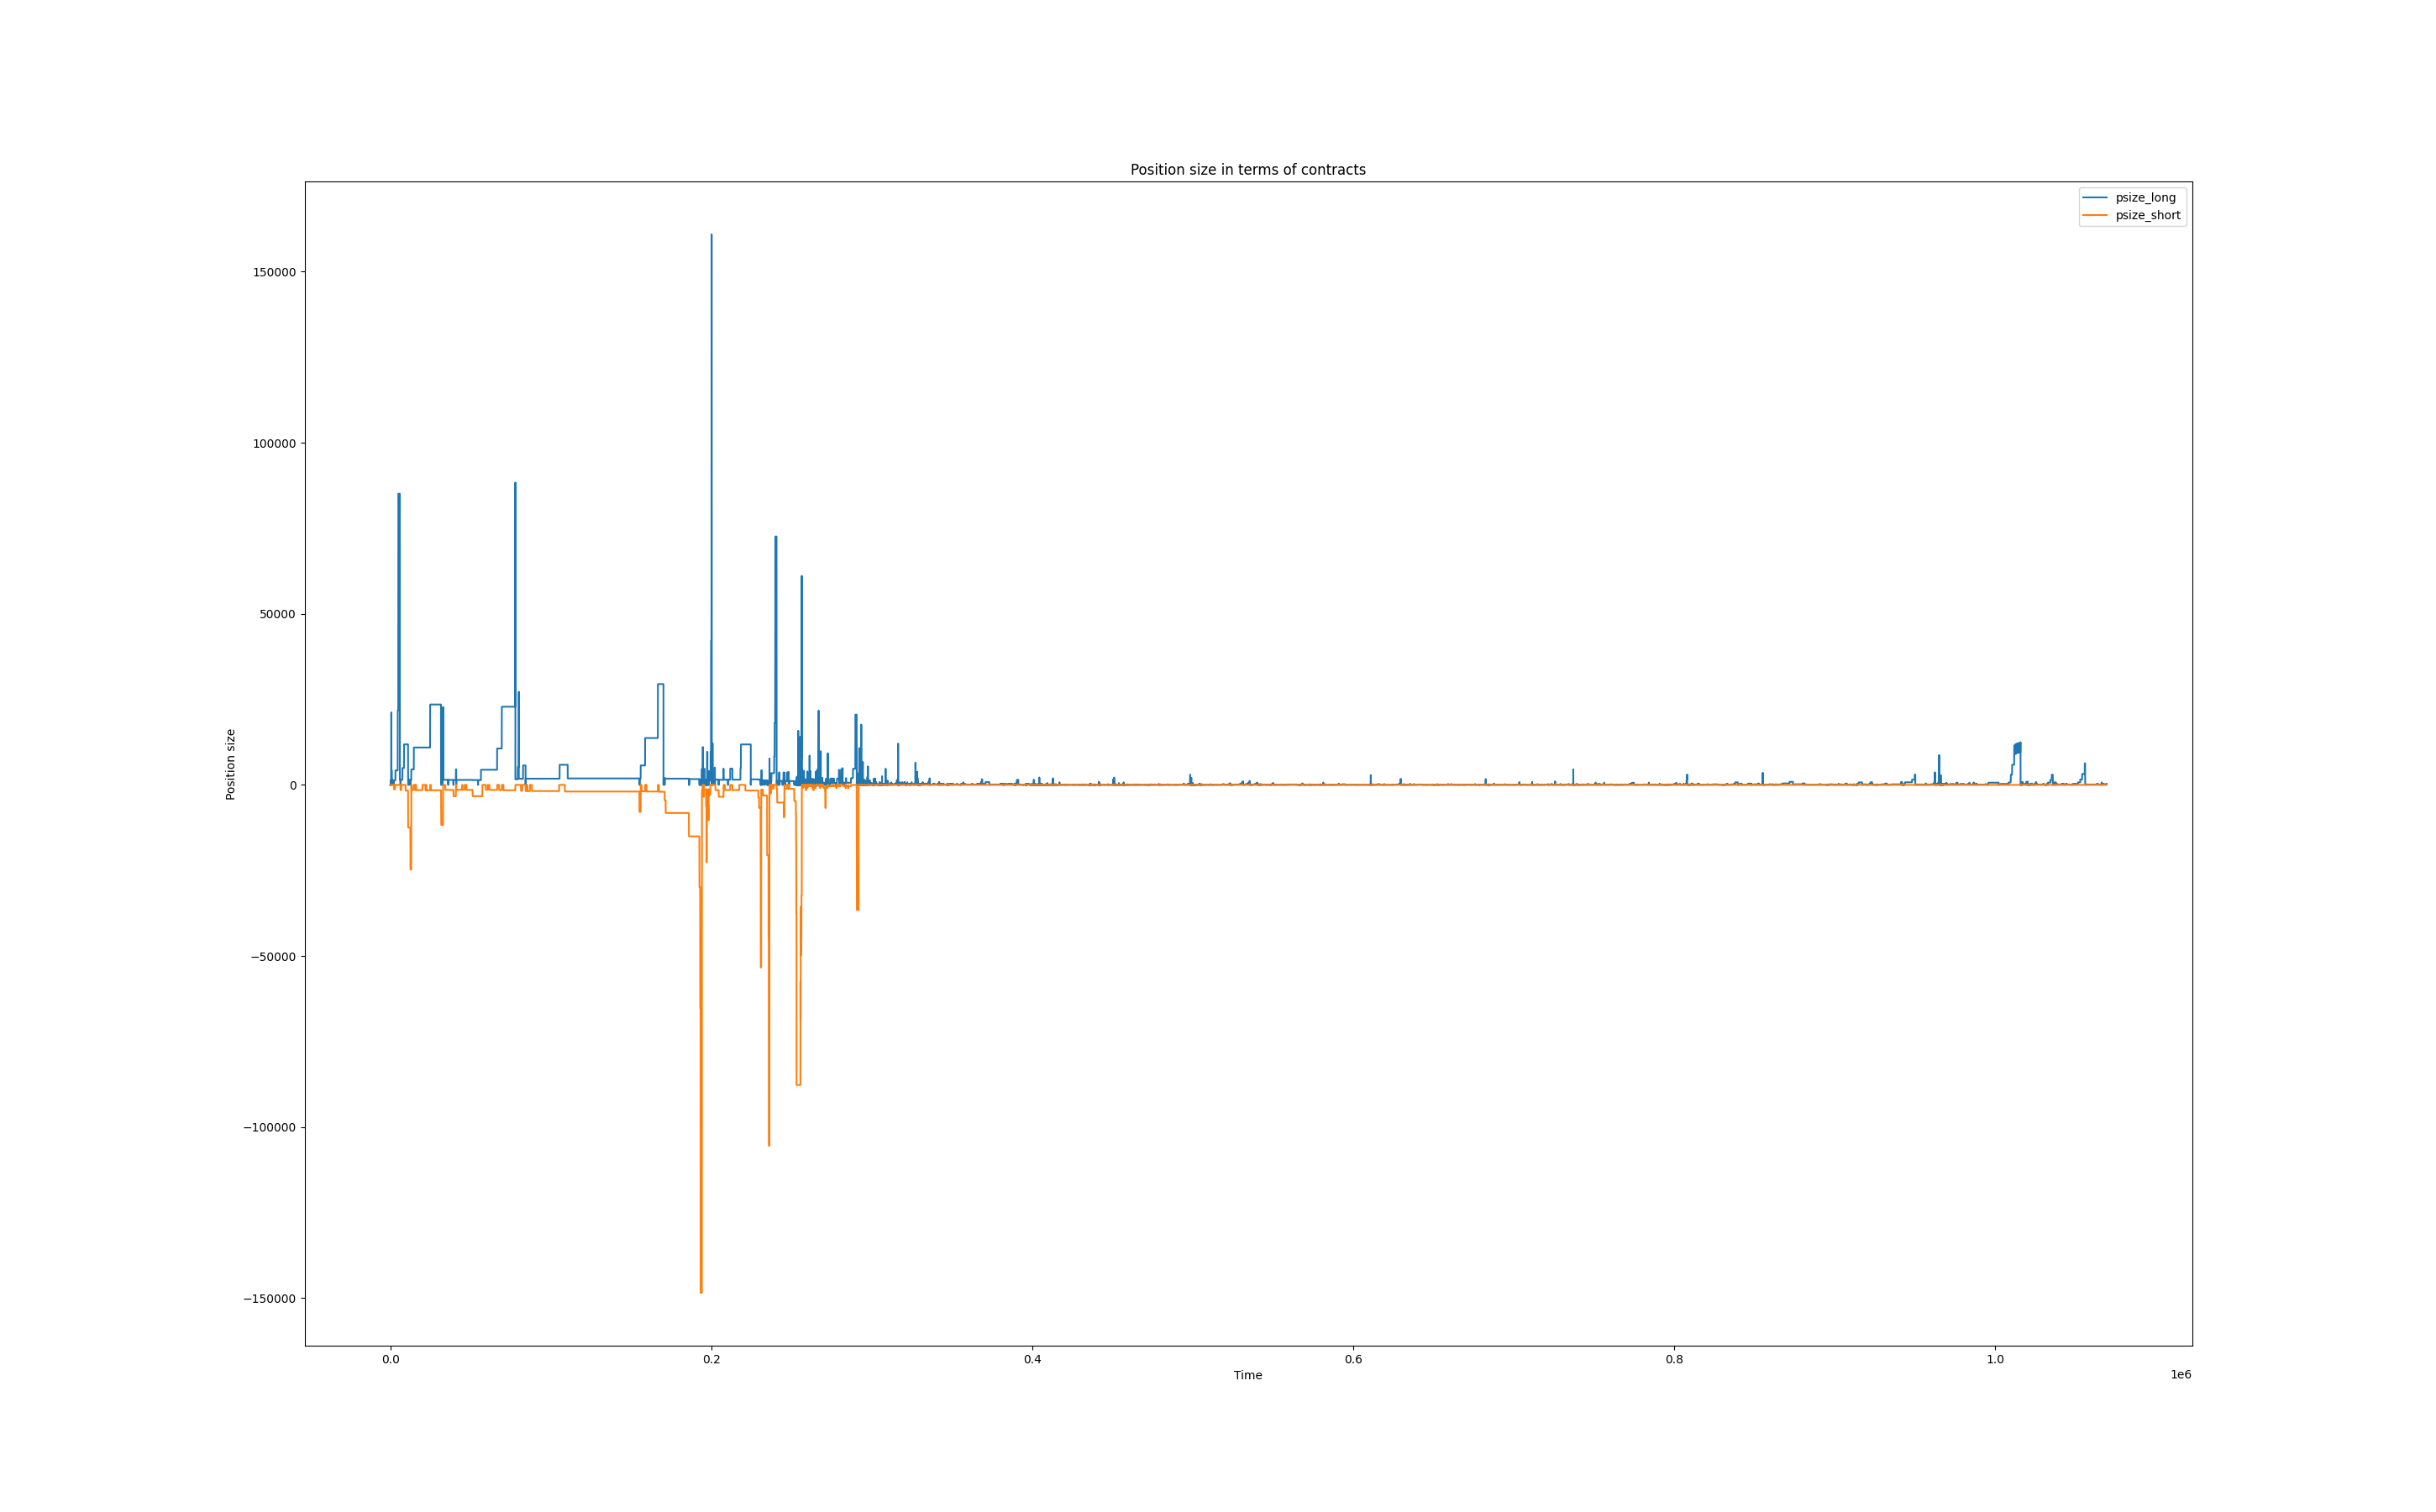 Position size in terms of contracts
psize_long
psize_short
150000
100000
50000
0
−50000
−100000
−150000
Position size
0.0
0.2
0.4
0.6
0.8
1.0
Time
1e6